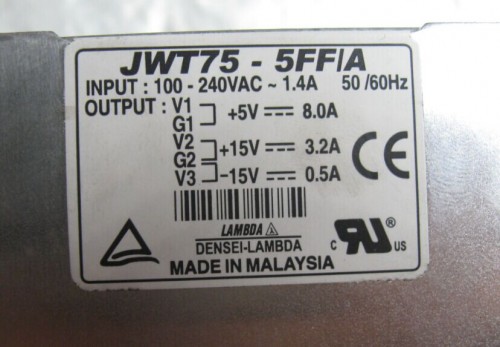 JWT75 - 5FF/A
INPUT : 100 - 240VAC ~ 1.4A 50 /60Hz
OUTPUT : V1 +5V ⎓ 8.0A
G1
V2 +15V ⎓ 3.2A
G2
V3 -15V ⎓ 0.5A
CE
LAMBDA
DENSEI-LAMBDA
MADE IN MALAYSIA
c RU US